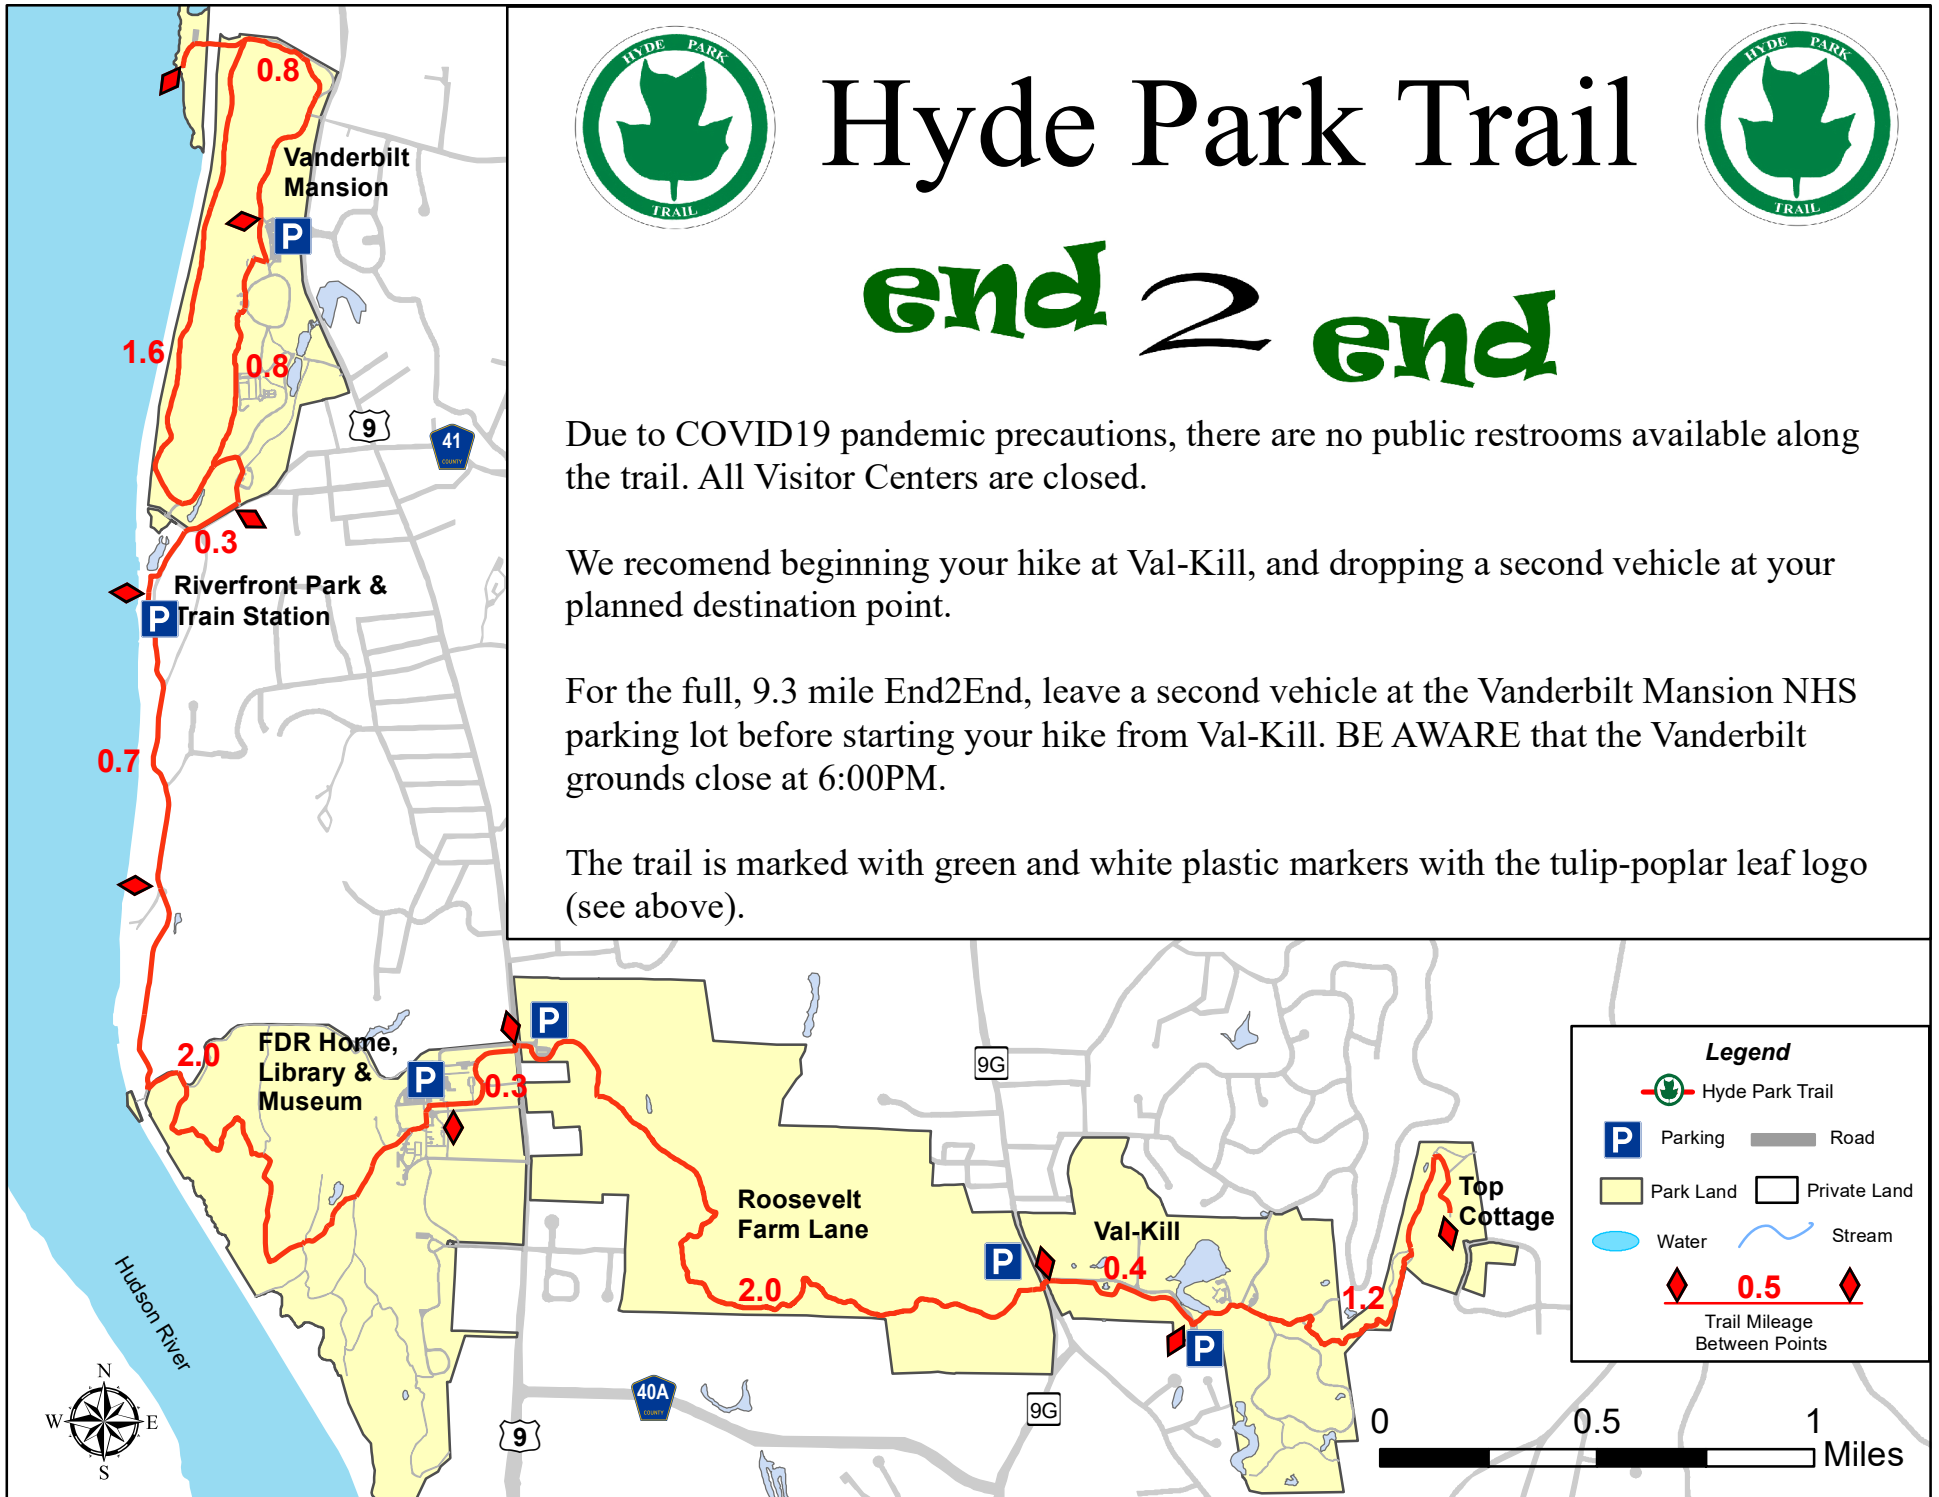 HYDE PARK
TRAIL
Hyde Park Trail
HYDE PARK
TRAIL
end 2 end
Due to COVID19 pandemic precautions, there are no public restrooms available along
the trail. All Visitor Centers are closed.
We recomend beginning your hike at Val-Kill, and dropping a second vehicle at your
planned destination point.
For the full, 9.3 mile End2End, leave a second vehicle at the Vanderbilt Mansion NHS
parking lot before starting your hike from Val-Kill. BE AWARE that the Vanderbilt
grounds close at 6:00PM.
The trail is marked with green and white plastic markers with the tulip-poplar leaf logo
(see above).
0.8
Vanderbilt
Mansion
P
1.6
0.8
9
41
COUNTY
0.3
Riverfront Park &
Train Station
P
0.7
2.0
FDR Home,
Library &
Museum
P
0.3
P
Roosevelt
Farm Lane
2.0
9G
P
Val-Kill
0.4
P
1.2
Top
Cottage
Hudson River
N
W
E
S
9
40A
COUNTY
9G
Legend
Hyde Park Trail
P
Parking
Road
Park Land
Private Land
Water
Stream
0.5
Trail Mileage
Between Points
0
0.5
1
Miles